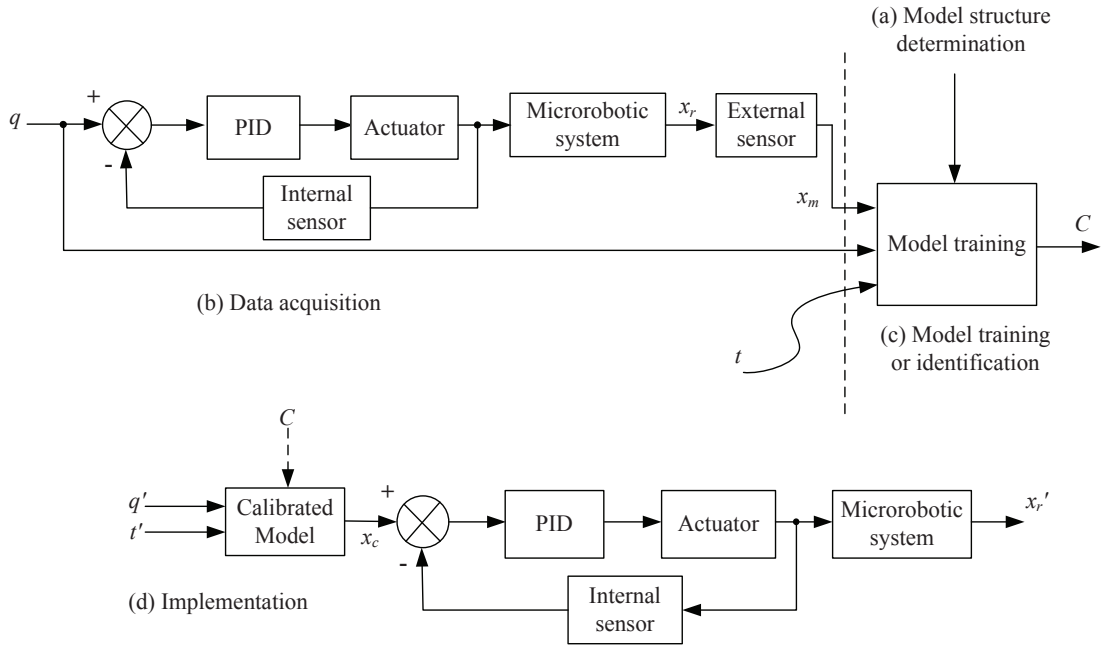 (a) Model structure
determination
q
+
-
PID
Actuator
Microrobotic
system
x_r
External
sensor
Internal
sensor
x_m
Model training
C
(b) Data acquisition
t
(c) Model training
or identification
C
q'
t'
Calibrated
Model
x_c
+
-
PID
Actuator
Microrobotic
system
x_r'
Internal
sensor
(d) Implementation